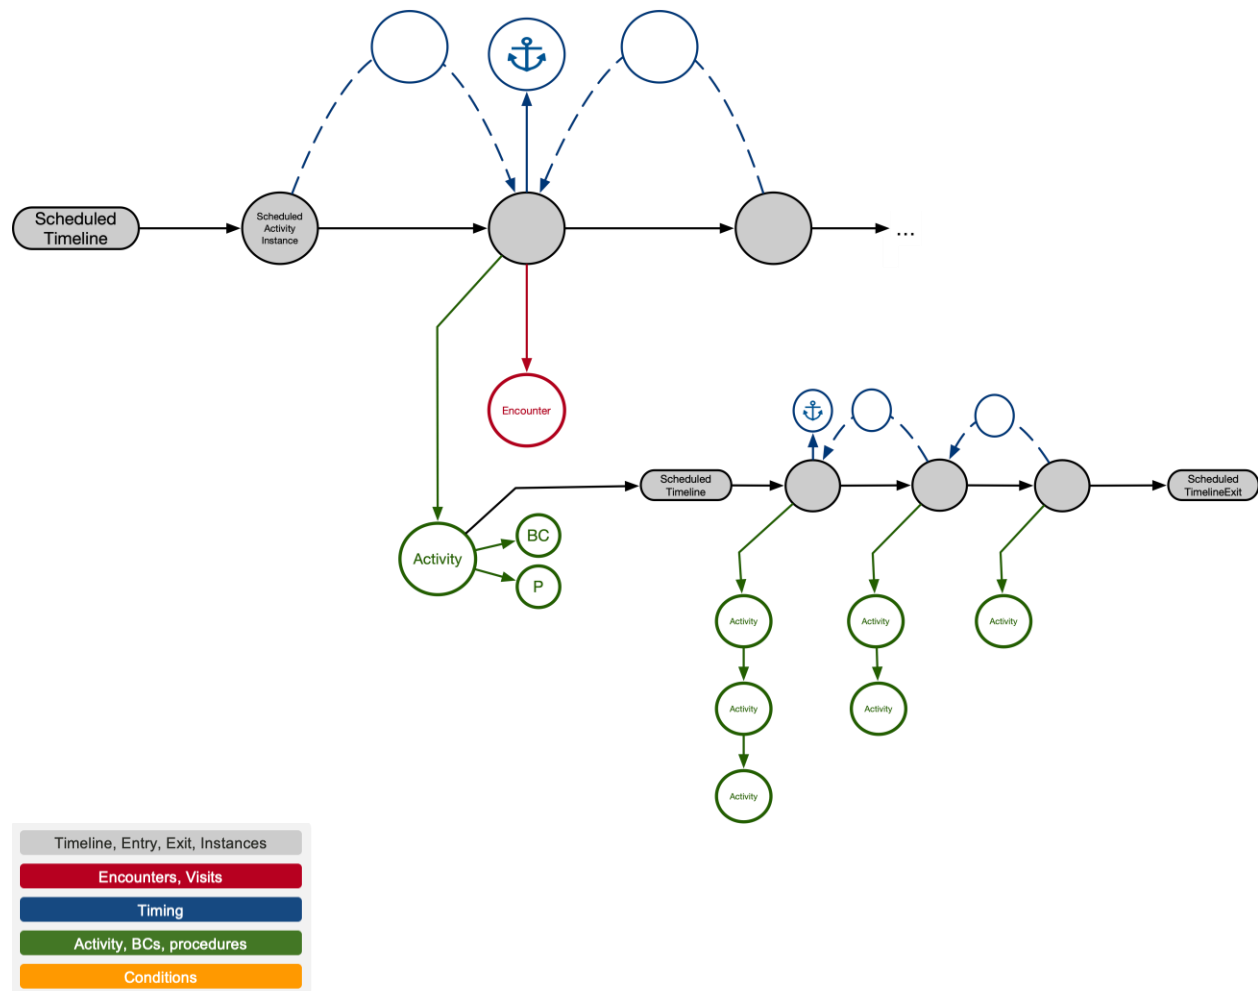 Scheduled
Timeline
Scheduled
Activity
Instance
...
Encounter
Scheduled
Timeline
Scheduled
TimelineExit
Activity
BC
P
Activity
Activity
Activity
Activity
Activity
Activity
Timeline, Entry, Exit, Instances
Encounters, Visits
Timing
Activity, BCs, procedures
Conditions